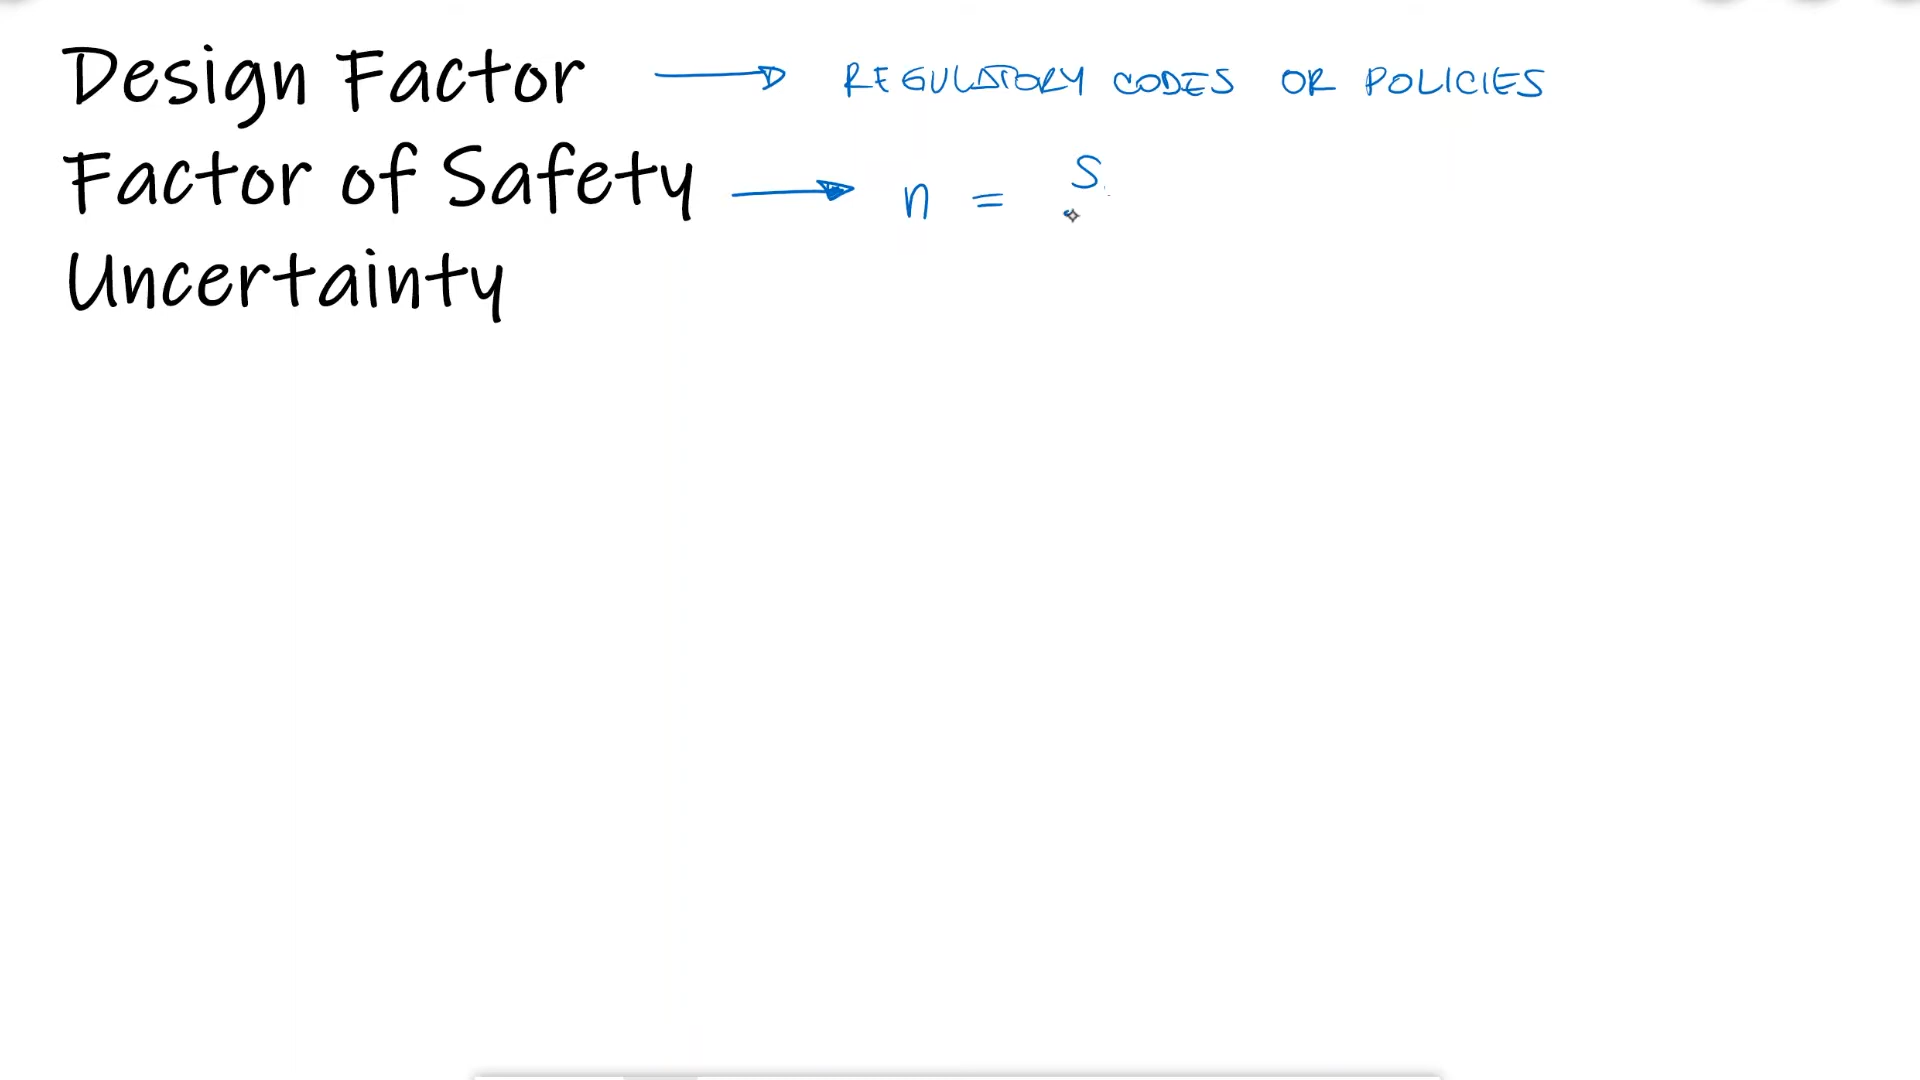 Design Factor → REGULATORY CODES OR POLICIES
Factor of Safety → n = S
Uncertainty